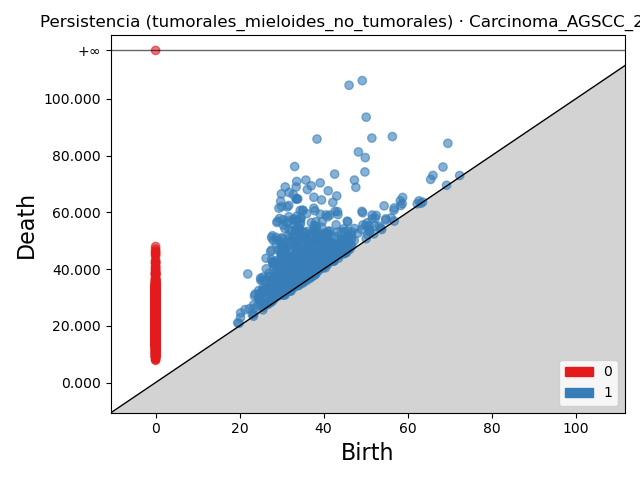 Persistencia (tumorales_mieloides_no_tumorales) · Carcinoma_AGSCC_2
+∞
100.000
80.000
60.000
40.000
20.000
0.000
Death
0
1
0 20 40 60 80 100
Birth